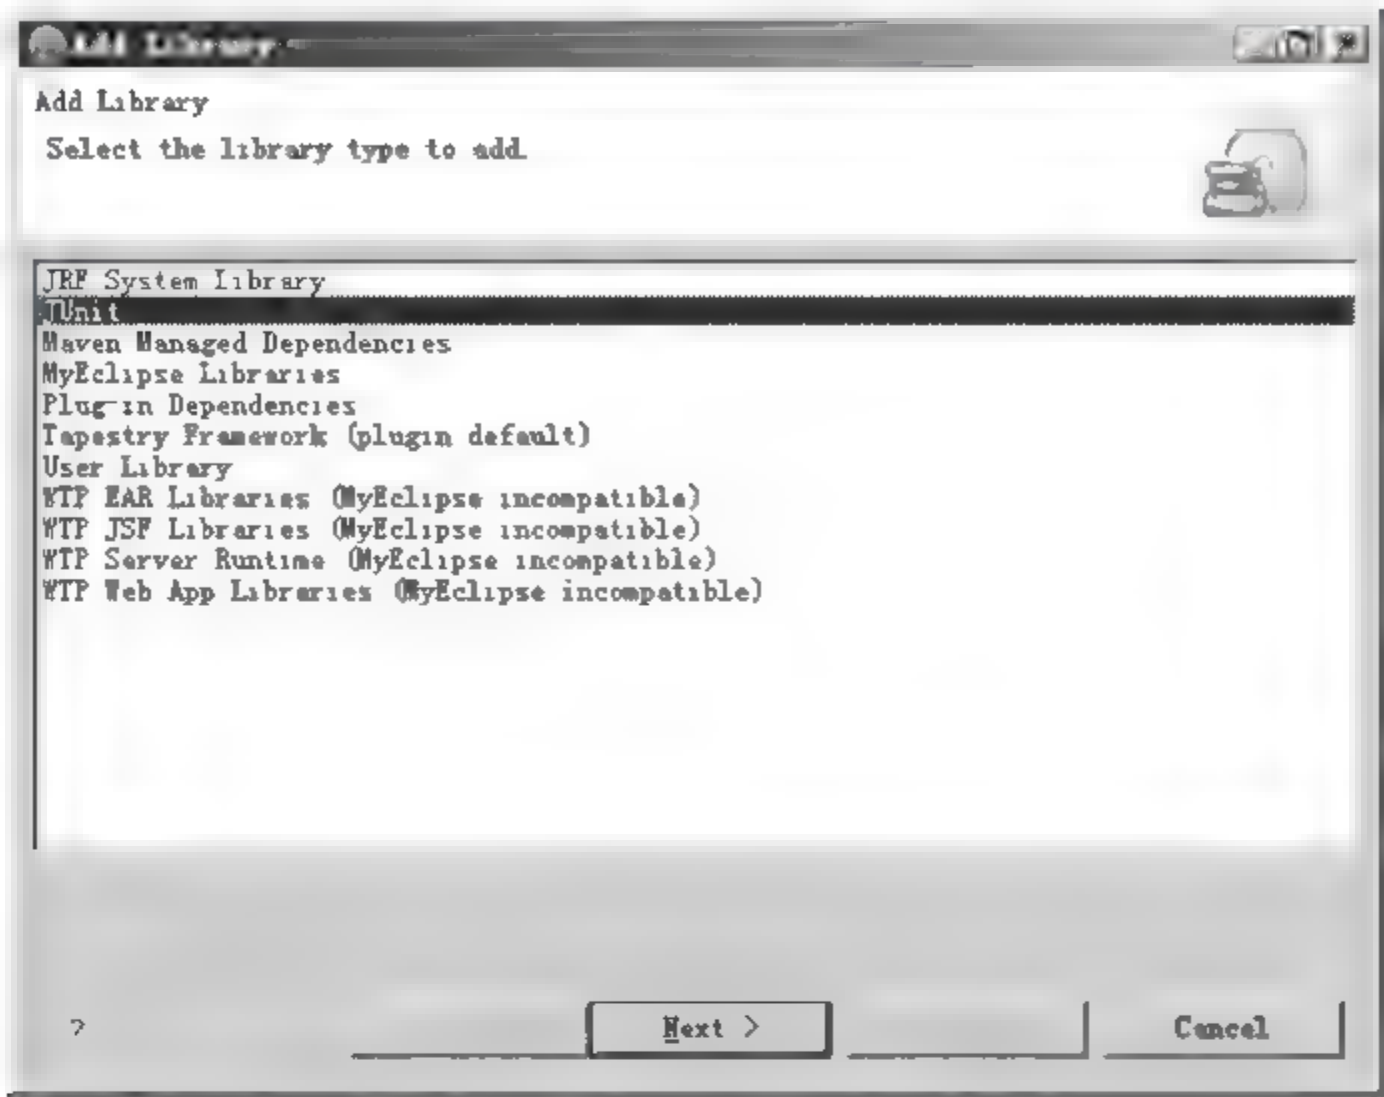 Add Library
Add Library
Select the library type to add
JRE System Library
JUnit
Maven Managed Dependencies
MyEclipse Libraries
Plug-in Dependencies
Tapestry Framework (plugin default)
User Library
WTP EAR Libraries (MyEclipse incompatible)
WTP JSF Libraries (MyEclipse incompatible)
WTP Server Runtime (MyEclipse incompatible)
WTP Web App Libraries (MyEclipse incompatible)
? Next > Cancel